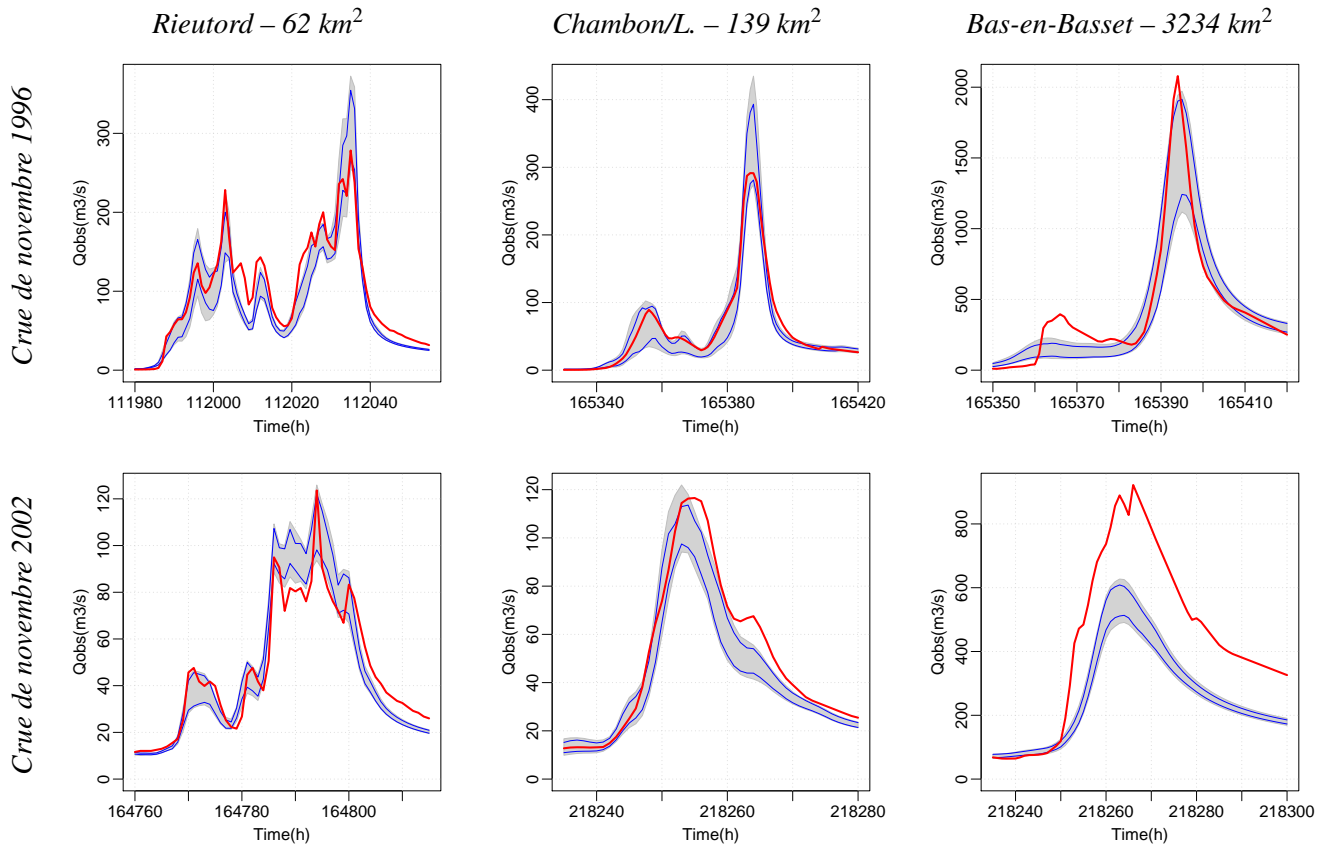 Rieutord – 62 km²
Chambon/L. – 139 km²
Bas-en-Basset – 3234 km²
Crue de novembre 1996
Qobs(m3/s)
0 100 200 300
111980 112000 112020 112040
Time(h)
Qobs(m3/s)
0 100 200 300 400
165340 165380 165420
Time(h)
Qobs(m3/s)
0 500 1000 1500 2000
165350 165370 165390 165410
Time(h)
Crue de novembre 2002
Qobs(m3/s)
0 20 40 60 80 100 120
164760 164780 164800
Time(h)
Qobs(m3/s)
0 20 40 60 80 100 120
218240 218260 218280
Time(h)
Qobs(m3/s)
0 200 400 600 800
218240 218260 218280 218300
Time(h)